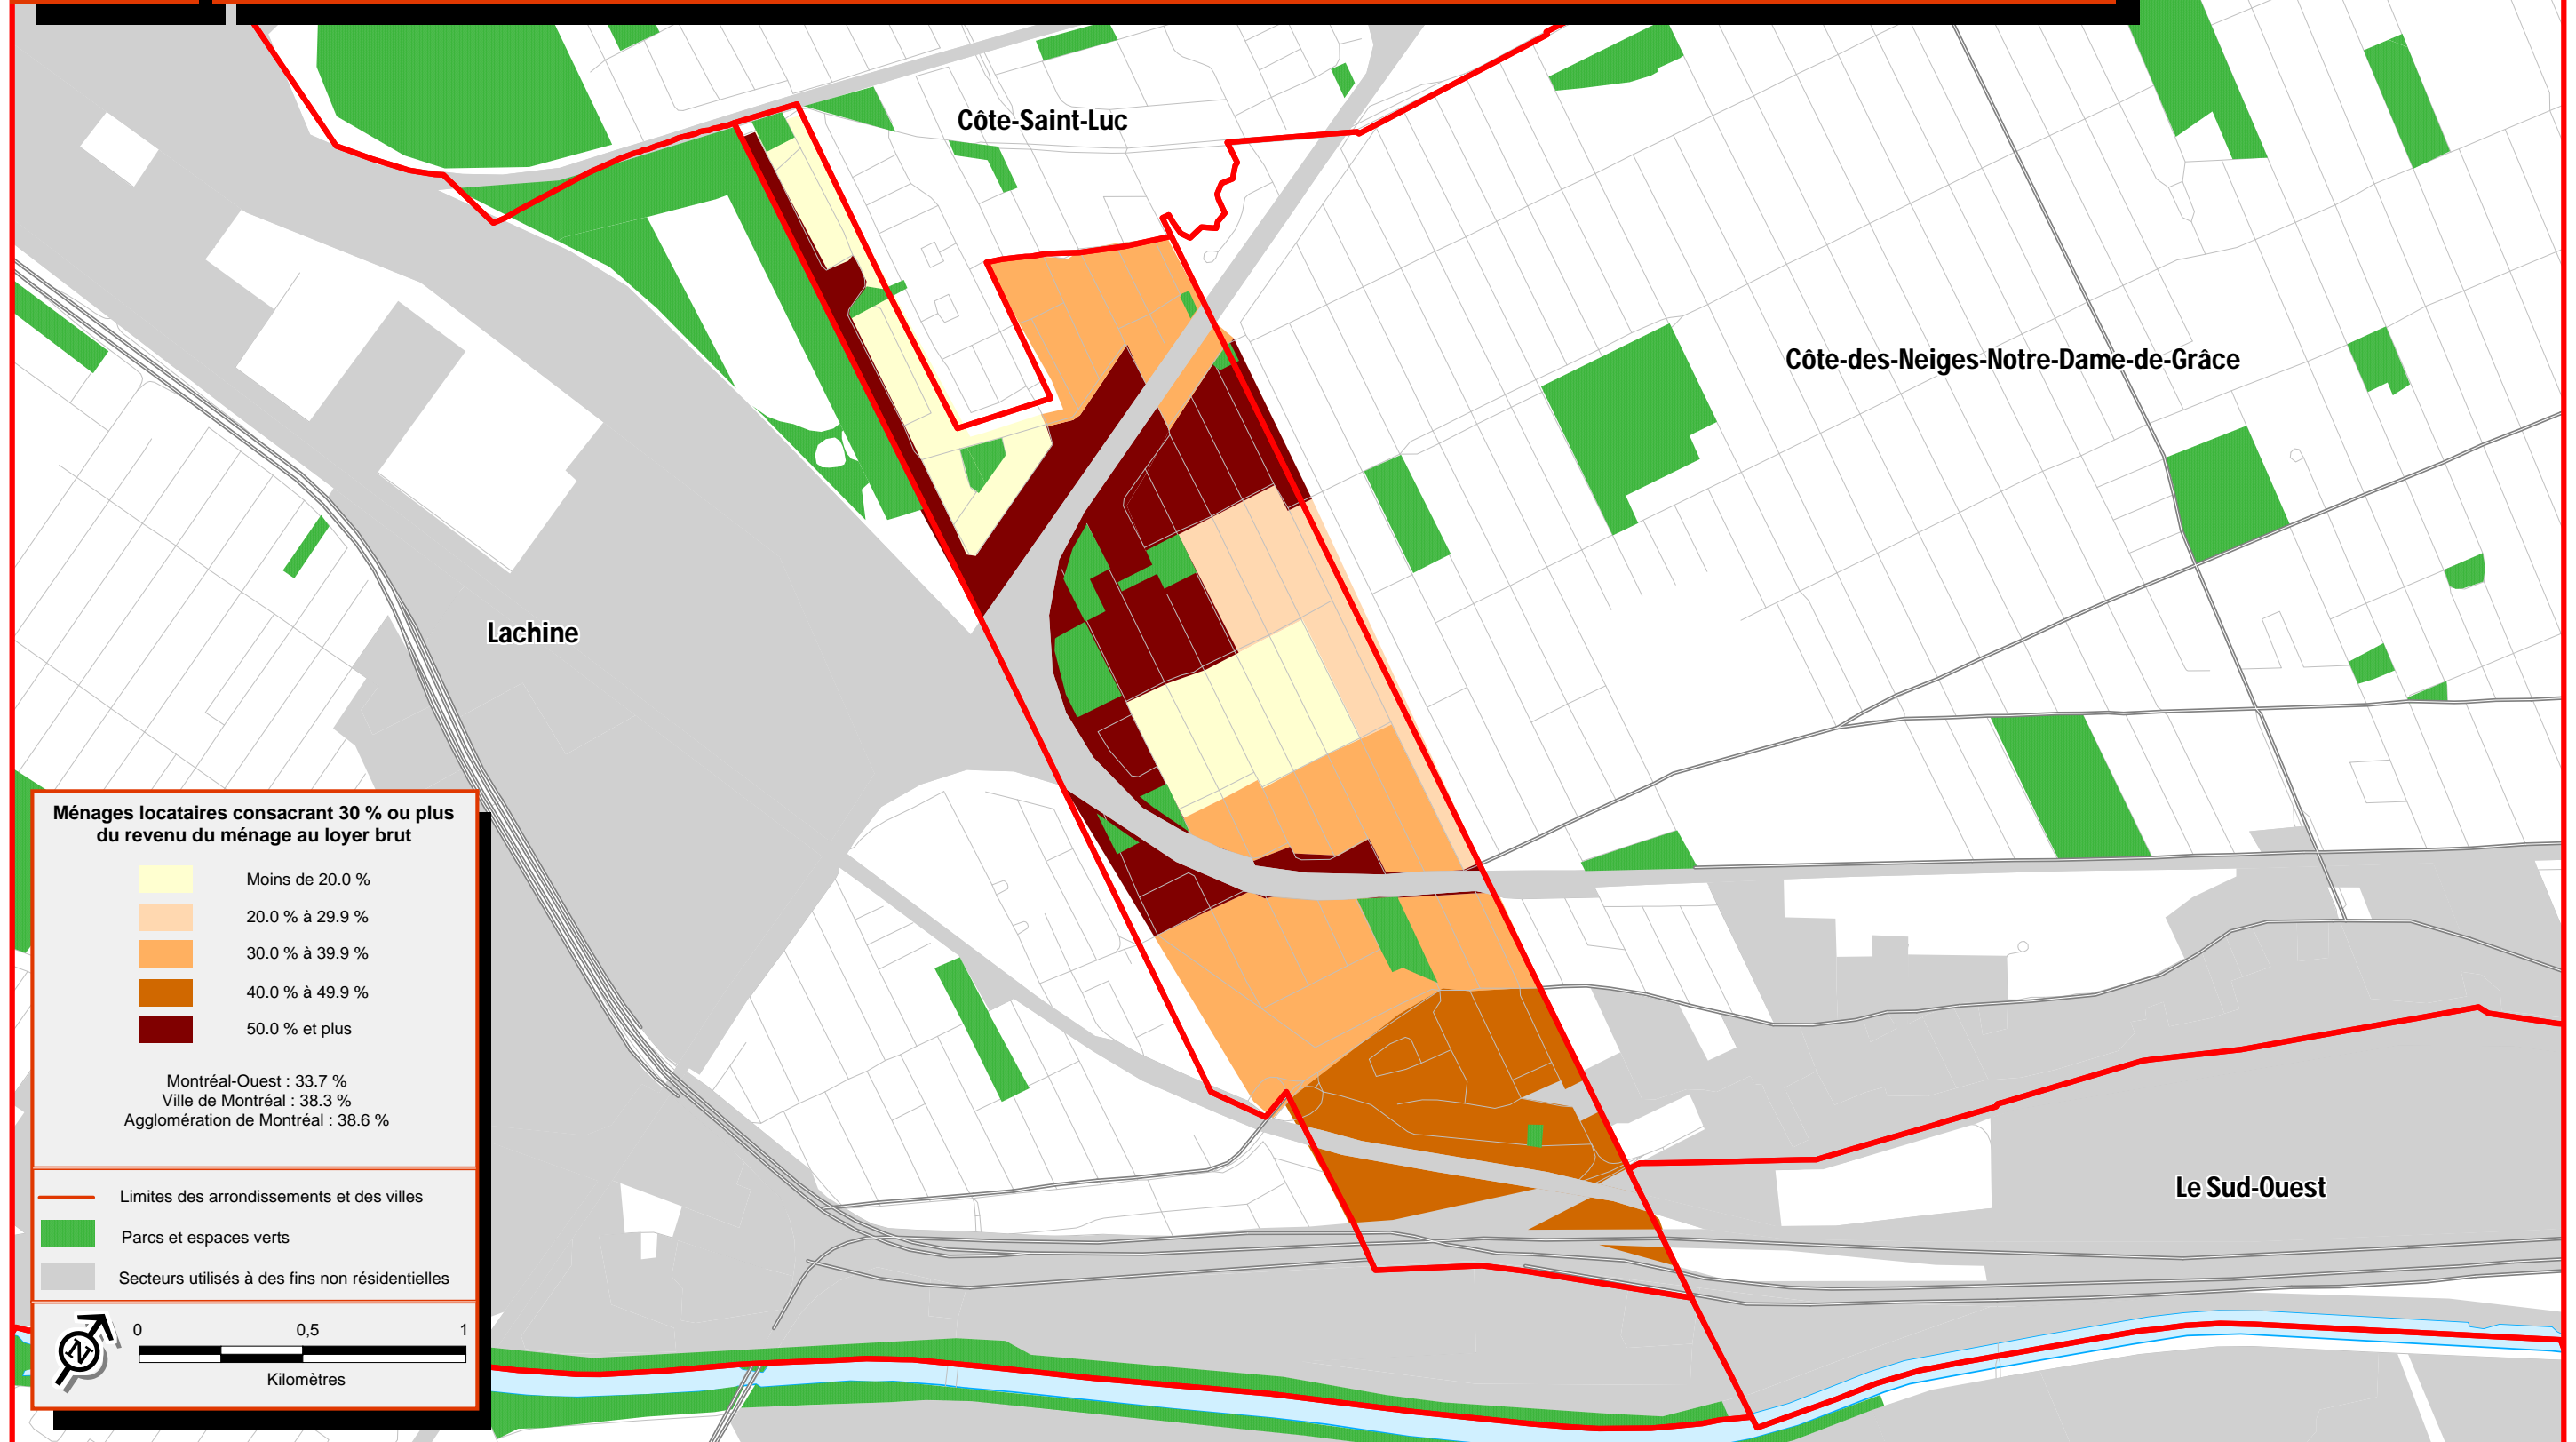 Côte-Saint-Luc
Côte-des-Neiges-Notre-Dame-de-Grâce
Lachine
Le Sud-Ouest
Ménages locataires consacrant 30 % ou plus
du revenu du ménage au loyer brut
Moins de 20.0 %
20.0 % à 29.9 %
30.0 % à 39.9 %
40.0 % à 49.9 %
50.0 % et plus
Montréal-Ouest : 33.7 %
Ville de Montréal : 38.3 %
Agglomération de Montréal : 38.6 %
Limites des arrondissements et des villes
Parcs et espaces verts
Secteurs utilisés à des fins non résidentielles
N
0 0,5 1
Kilomètres